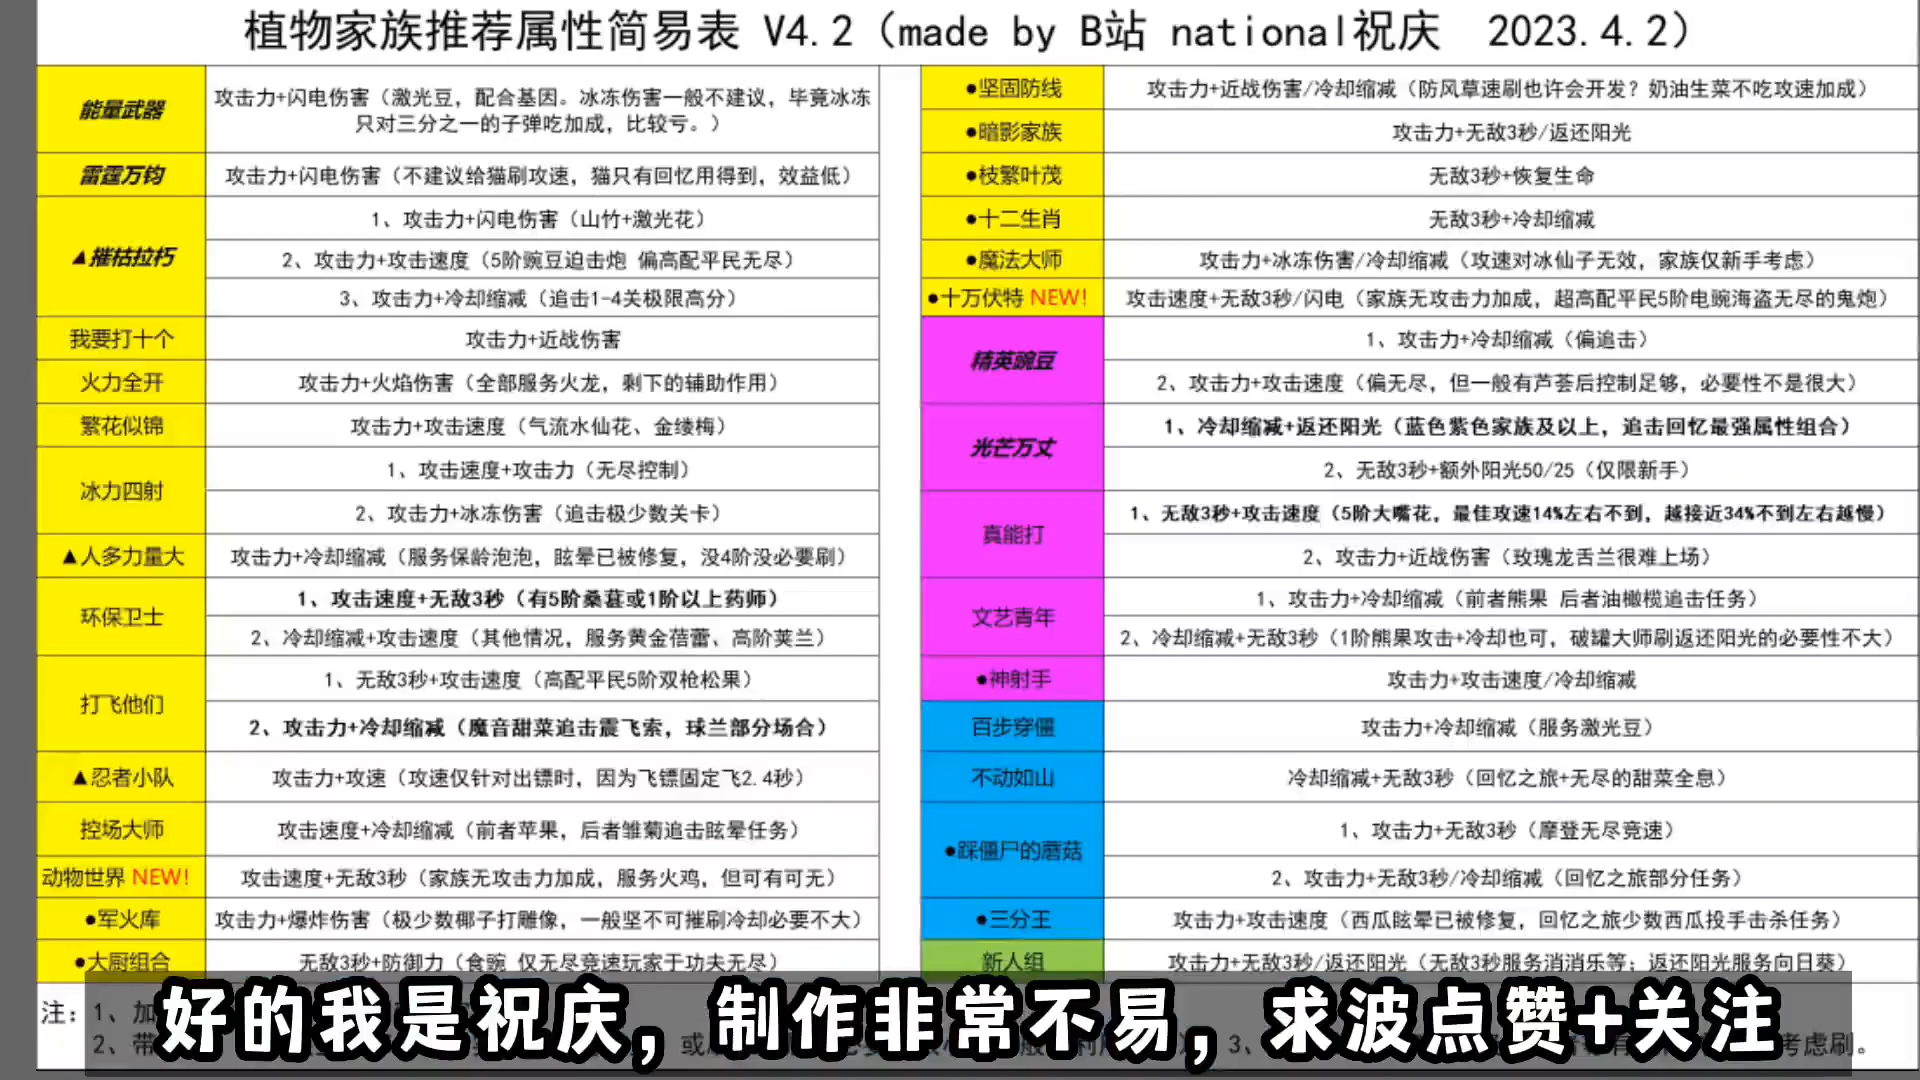 植物家族推荐属性简易表 V4.2（made by B站 national祝庆 2023.4.2）
能量武器
攻击力+闪电伤害（激光豆，配合基因。冰冻伤害一般不建议，毕竟冰冻
只对三分之一的子弹吃加成，比较亏。）
雷霆万钧
攻击力+闪电伤害（不建议给猫刷攻速，猫只有回忆用得到，效益低）
▲摧枯拉朽
1、攻击力+闪电伤害（山竹+激光花）
2、攻击力+攻击速度（5阶豌豆迫击炮 偏高配平民无尽）
3、攻击力+冷却缩减（追击1-4关极限高分）
我要打十个
攻击力+近战伤害
火力全开
攻击力+火焰伤害（全部服务火龙，剩下的辅助作用）
繁花似锦
攻击力+攻击速度（气流水仙花、金缕梅）
冰力四射
1、攻击速度+攻击力（无尽控制）
2、攻击力+冰冻伤害（追击极少数关卡）
▲人多力量大
攻击力+冷却缩减（服务保龄泡泡，眩晕已被修复，没4阶没必要刷）
环保卫士
1、攻击速度+无敌3秒（有5阶桑葚或1阶以上药师）
2、冷却缩减+攻击速度（其他情况，服务黄金蓓蕾、高阶荚兰）
打飞他们
1、无敌3秒+攻击速度（高配平民5阶双枪松果）
2、攻击力+冷却缩减（魔音甜菜追击震飞索，球兰部分场合）
▲忍者小队
攻击力+攻速（攻速仅针对出镖时，因为飞镖固定飞2.4秒）
控场大师
攻击速度+冷却缩减（前者苹果，后者雏菊追击眩晕任务）
动物世界 NEW!
攻击速度+无敌3秒（家族无攻击力加成，服务火鸡，但可有可无）
●军火库
攻击力+爆炸伤害（极少数椰子打雕像，一般坚不可摧刷冷却必要不大）
●大厨组合
无敌3秒+防御力（食豌 仅无尽竞速玩家于功夫无尽）
●坚固防线
攻击力+近战伤害/冷却缩减（防风草速刷也许会开发？奶油生菜不吃攻速加成）
●暗影家族
攻击力+无敌3秒/返还阳光
●枝繁叶茂
无敌3秒+恢复生命
●十二生肖
无敌3秒+冷却缩减
●魔法大师
攻击力+冰冻伤害/冷却缩减（攻速对冰仙子无效，家族仅新手考虑）
●十万伏特 NEW!
攻击速度+无敌3秒/闪电（家族无攻击力加成，超高配平民5阶电豌海盗无尽的鬼炮）
精英豌豆
1、攻击力+冷却缩减（偏追击）
2、攻击力+攻击速度（偏无尽，但一般有芦荟后控制足够，必要性不是很大）
光芒万丈
1、冷却缩减+返还阳光（蓝色紫色家族及以上，追击回忆最强属性组合）
2、无敌3秒+额外阳光50/25（仅限新手）
真能打
1、无敌3秒+攻击速度（5阶大嘴花，最佳攻速14%左右不到，越接近34%不到左右越慢）
2、攻击力+近战伤害（玫瑰龙舌兰很难上场）
文艺青年
1、攻击力+冷却缩减（前者熊果 后者油橄榄追击任务）
2、冷却缩减+无敌3秒（1阶熊果攻击+冷却也可，破罐大师刷返还阳光的必要性不大）
●神射手
攻击力+攻击速度/冷却缩减
百步穿僵
攻击力+冷却缩减（服务激光豆）
不动如山
冷却缩减+无敌3秒（回忆之旅+无尽的甜菜全息）
●踩僵尸的蘑菇
1、攻击力+无敌3秒（摩登无尽竞速）
2、攻击力+无敌3秒/冷却缩减（回忆之旅部分任务）
●三分王
攻击力+攻击速度（西瓜眩晕已被修复，回忆之旅少数西瓜投手击杀任务）
新人组
攻击力+无敌3秒/返还阳光（无敌3秒服务消消乐等；返还阳光服务向日葵）
注：1、加
2、带
3、
考虑刷。
好的我是祝庆，制作非常不易，求波点赞+关注